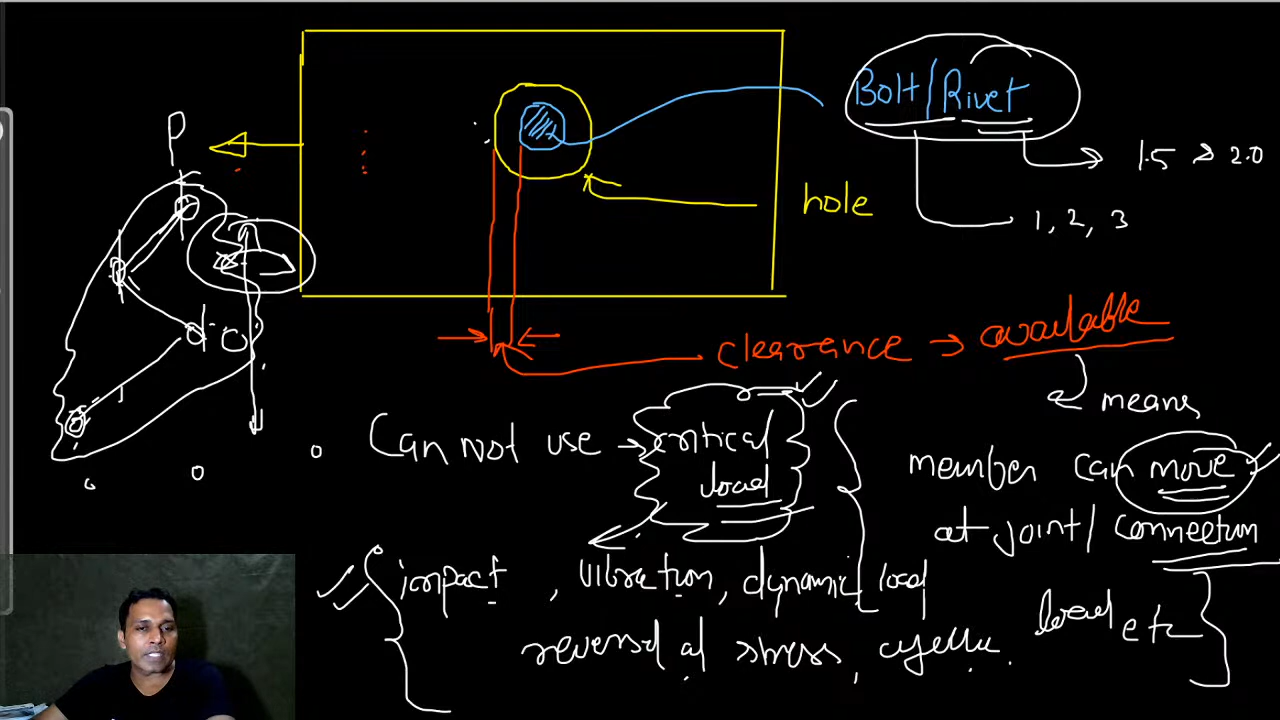 Bolt/Rivet
P
1.5 > 2.0
hole
1, 2, 3
clearance → available
means
Can not use → critical
load
member can move
at joint/connection
impact, vibration, dynamic load
reversal of stress, cyclic load etc